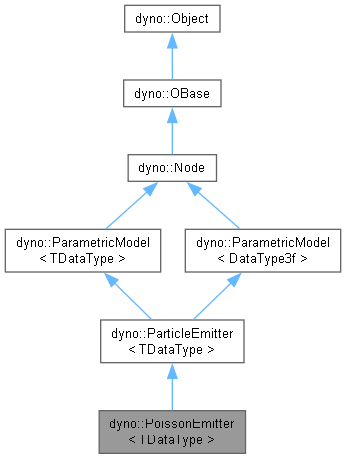 dyno::Object
dyno::OBase
dyno::Node
dyno::ParametricModel
< TDataType >
dyno::ParametricModel
< DataType3f >
dyno::ParticleEmitter
< TDataType >
dyno::PoissonEmitter
< TDataType >